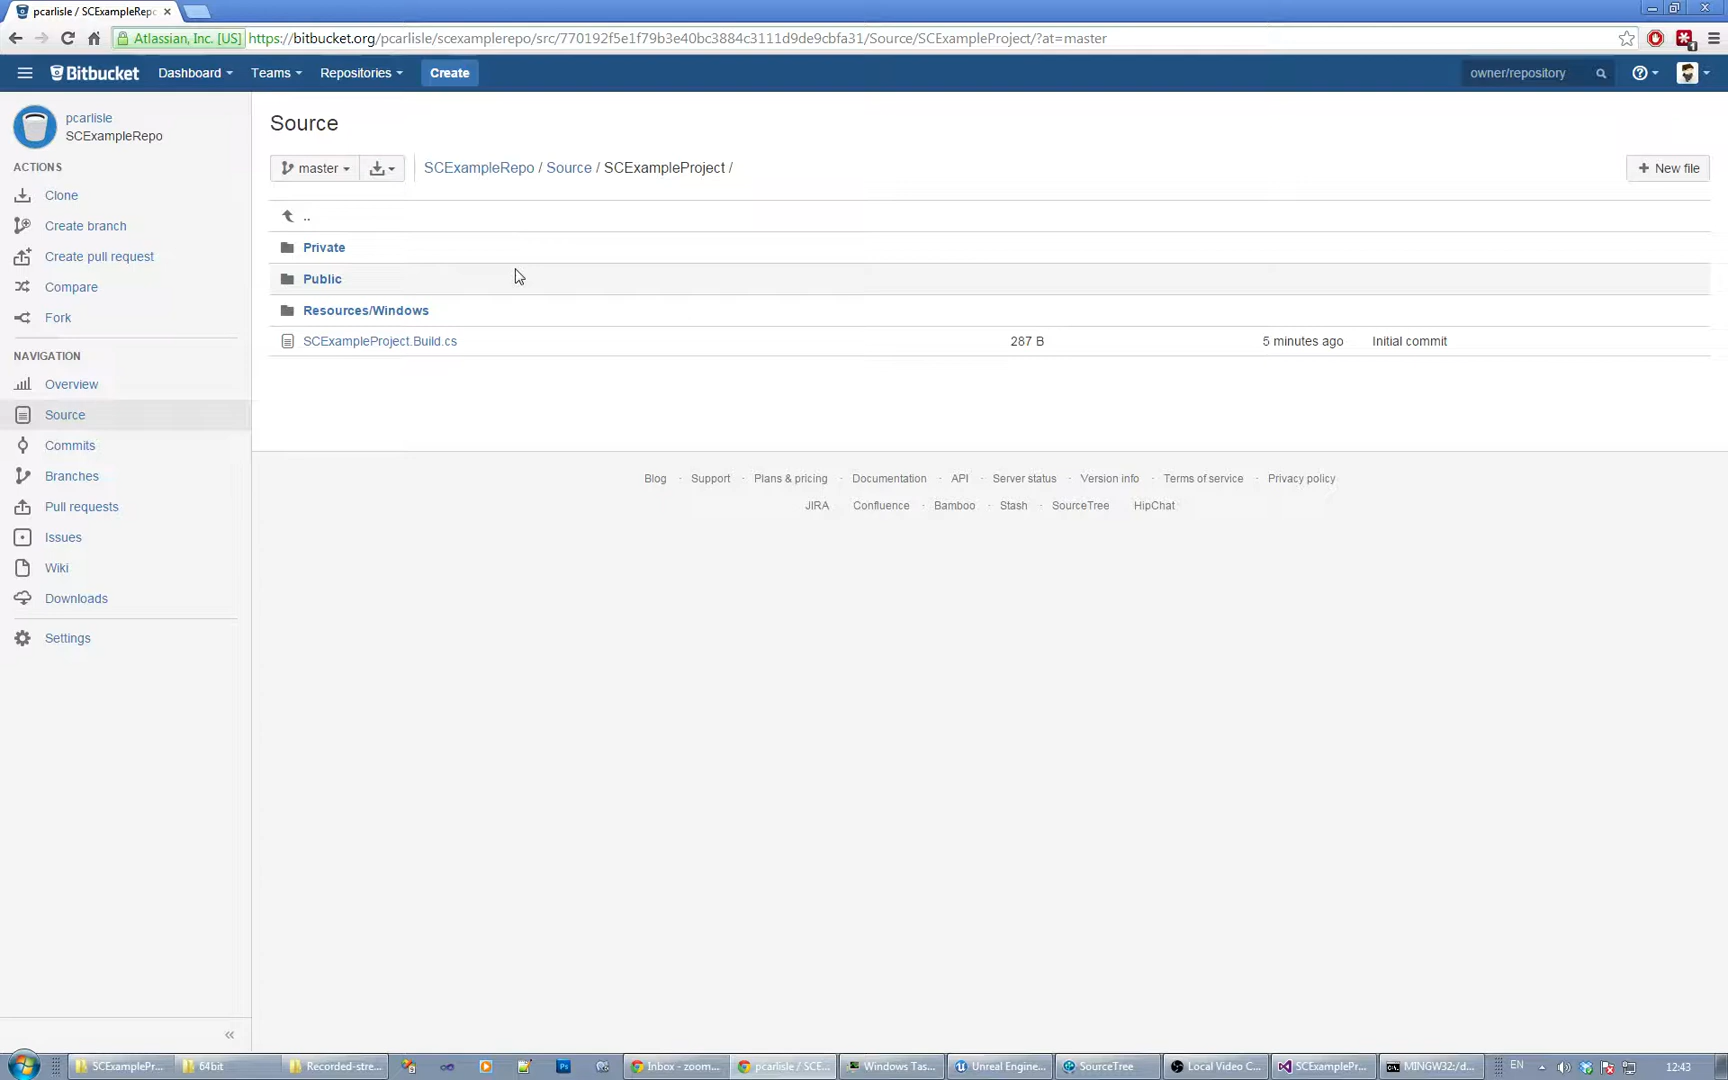 pcarlisle / SCExampleRepo
Atlassian, Inc. [US]
https://bitbucket.org/pcarlisle/scexamplerepo/src/770192f5e1f79b3e40bc3884c3111d9de9cbfa31/Source/SCExampleProject/?at=master
Bitbucket Dashboard Teams Repositories Create owner/repository
pcarlisle
SCExampleRepo
ACTIONS
Clone
Create branch
Create pull request
Compare
Fork
NAVIGATION
Overview
Source
Commits
Branches
Pull requests
Issues
Wiki
Downloads
Settings
Source
master SCExampleRepo / Source / SCExampleProject / + New file
..
Private
Public
Resources/Windows
SCExampleProject.Build.cs 287 B 5 minutes ago Initial commit
Blog · Support · Plans & pricing · Documentation · API · Server status · Version info · Terms of service · Privacy policy
JIRA · Confluence · Bamboo · Stash · SourceTree · HipChat
SCExamplePr... 64bit Recorded-stre... Inbox - zoom... pcarlisle / SCE... Windows Tas... Unreal Engine... SourceTree Local Video C... SCExamplePr... MINGW32:/d... EN 12:43